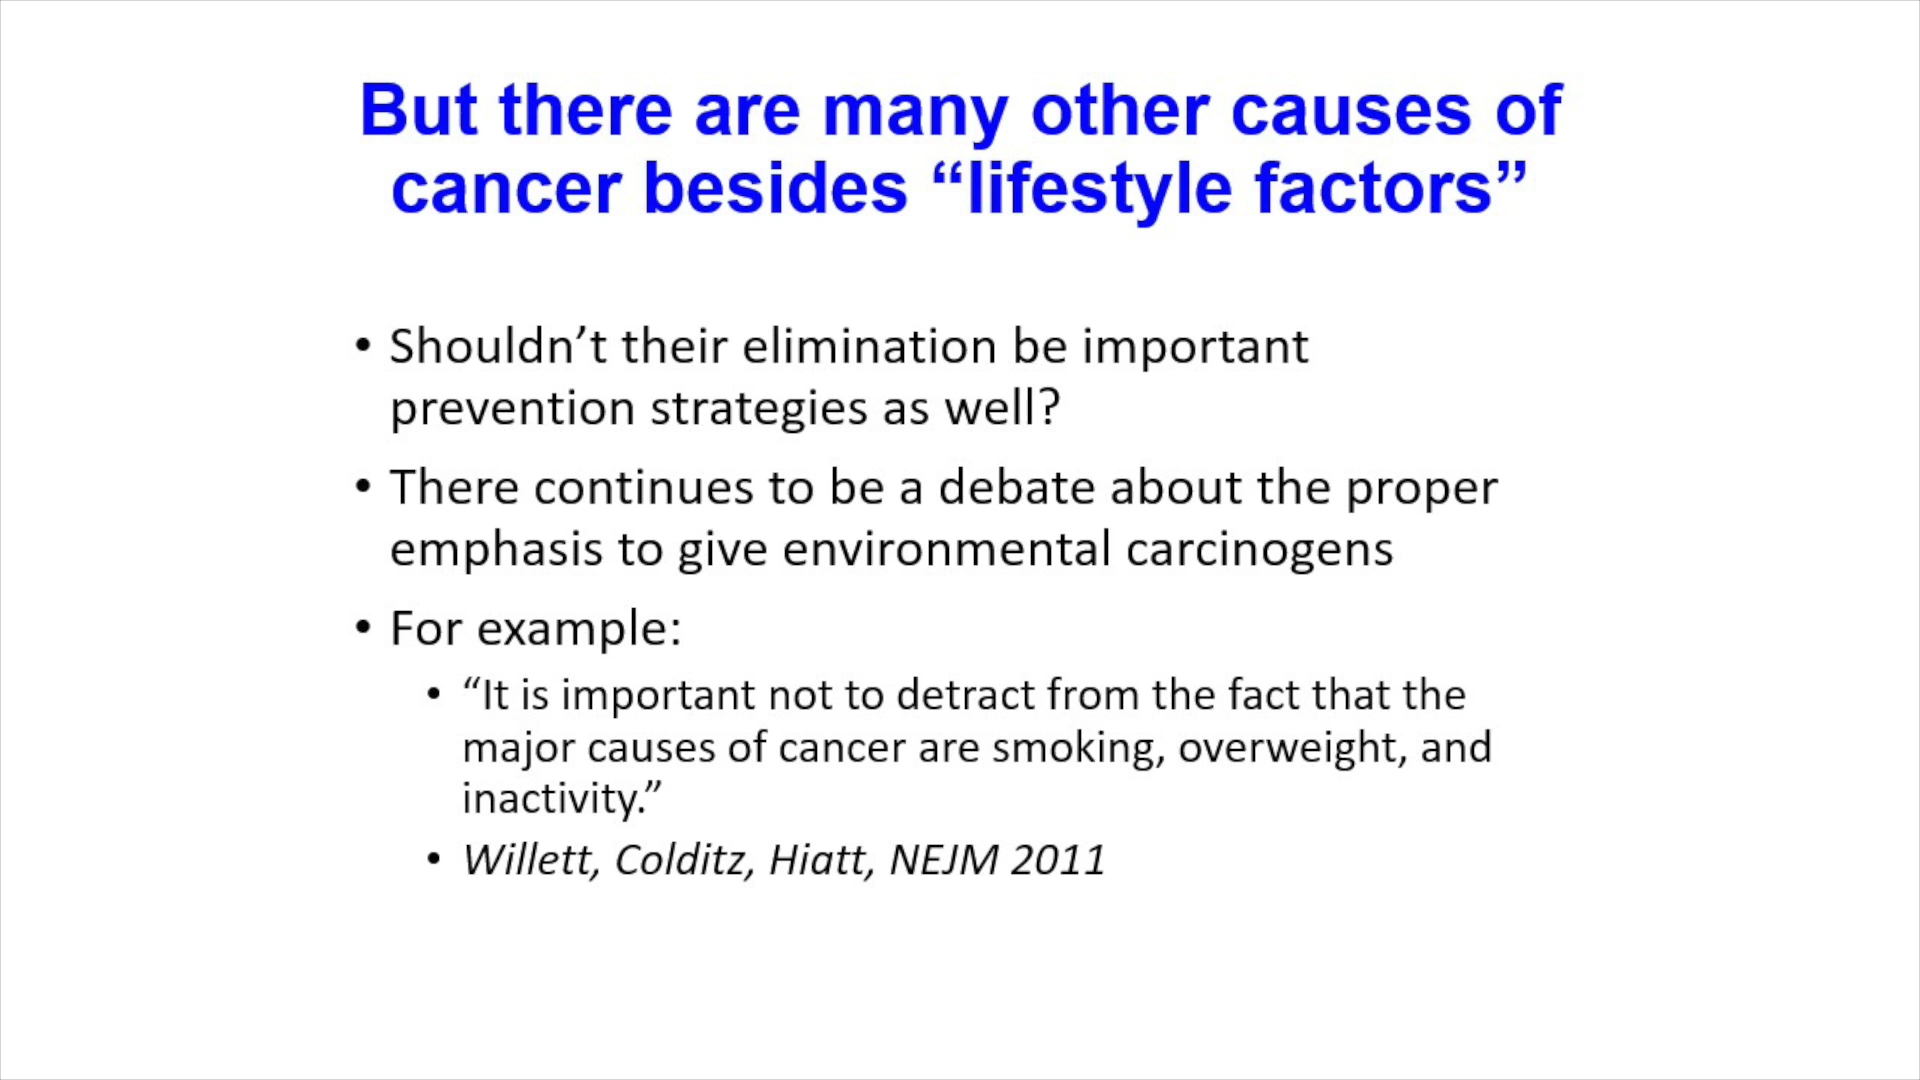 But there are many other causes of
cancer besides “lifestyle factors”
• Shouldn’t their elimination be important
prevention strategies as well?
• There continues to be a debate about the proper
emphasis to give environmental carcinogens
• For example:
• “It is important not to detract from the fact that the
major causes of cancer are smoking, overweight, and
inactivity.”
• Willett, Colditz, Hiatt, NEJM 2011